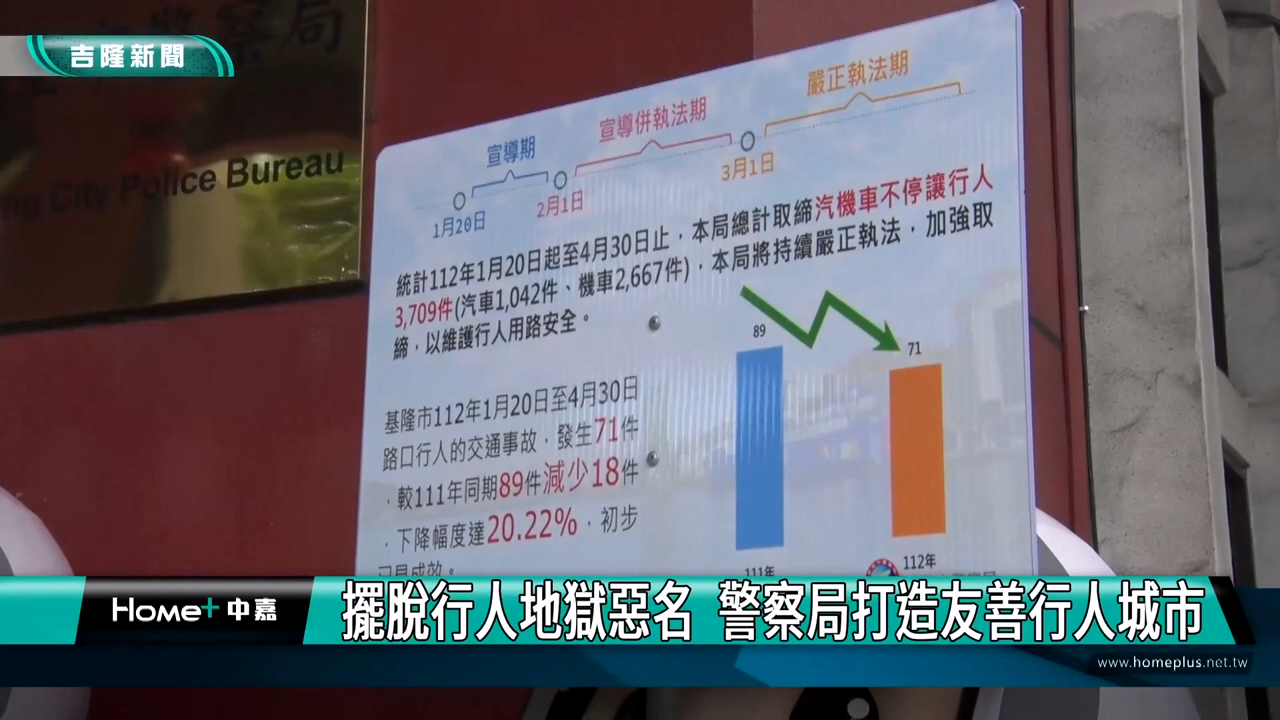 吉隆新聞
警察局
City Police Bureau
宣導期
宣導併執法期
嚴正執法期
1月20日
2月1日
3月1日
統計112年1月20日起至4月30日止，本局總計取締汽機車不停讓行人
3,709件(汽車1,042件、機車2,667件)，本局將持續嚴正執法，加強取
締，以維護行人用路安全。
基隆市112年1月20日至4月30日
路口行人的交通事故，發生71件
，較111年同期89件減少18件
，下降幅度達20.22%，初步
已見成效。
89
71
111年
112年
Home+中嘉
擺脫行人地獄惡名 警察局打造友善行人城市
www.homeplus.net.tw